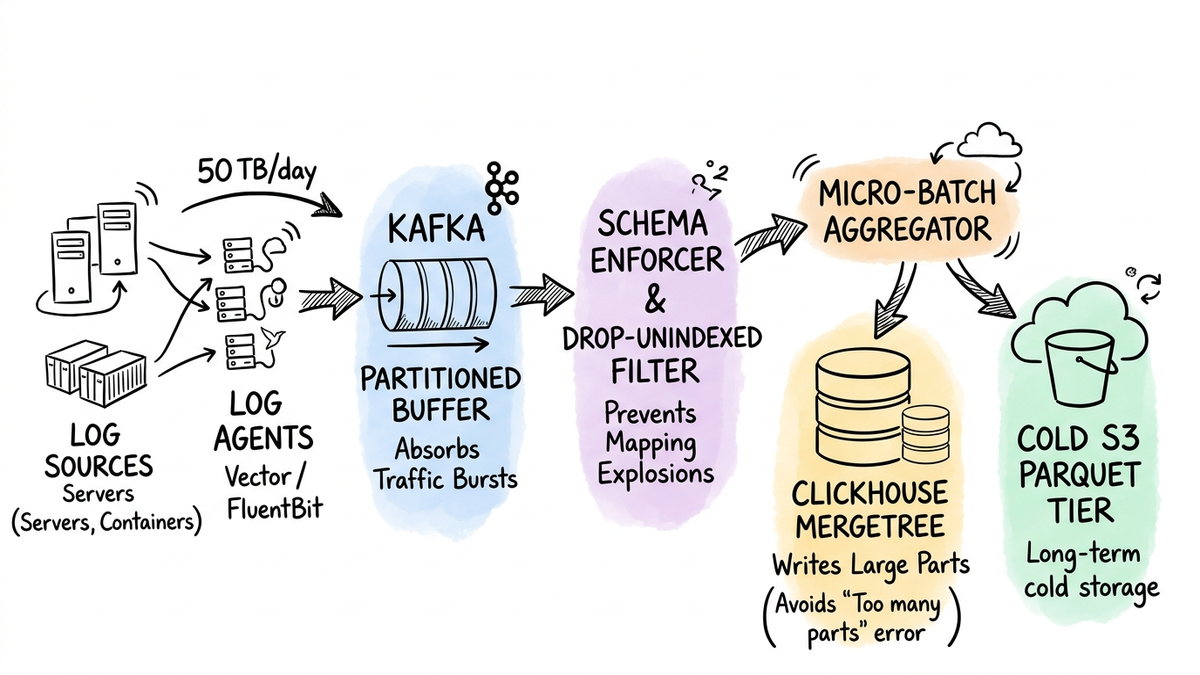 50 TB/day
LOG
SOURCES
Servers
(Servers, Containers)
LOG
AGENTS
Vector /
FluentBit
KAFKA
PARTITIONED
BUFFER
Absorbs
Traffic Bursts
SCHEMA
ENFORCER
&
DROP-UNINDEXED
FILTER
Prevents
Mapping
Explosions
MICRO-BATCH
AGGREGATOR
CLICKHOUSE
MERGETREE
Writes Large Parts
(Avoids "Too many
parts" error)
COLD S3
PARQUET
TIER
Long-term
cold storage